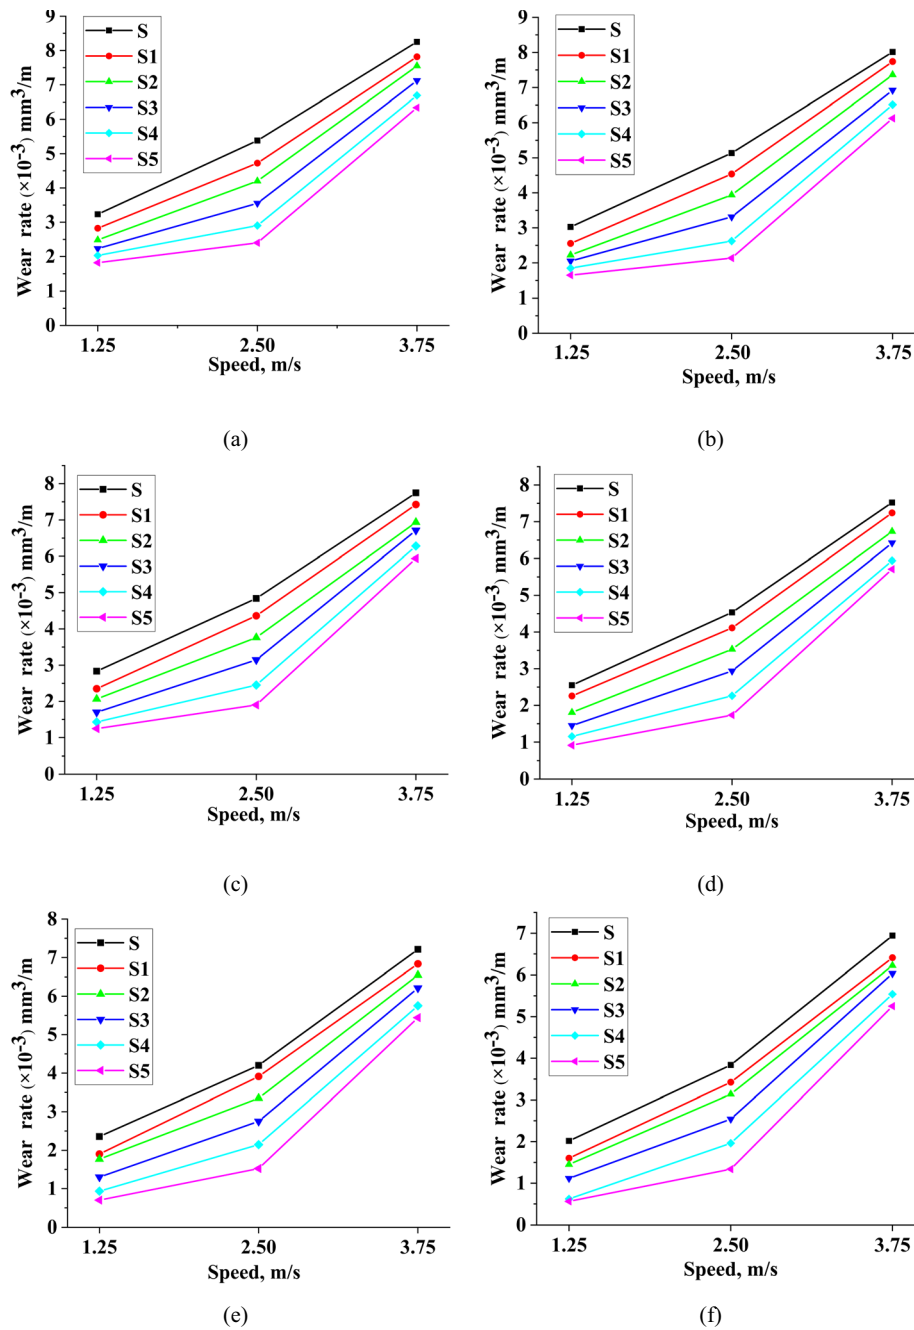 9
8
7
6
5
4
3
2
1
0
Wear rate (×10⁻³) mm³/m
S
S1
S2
S3
S4
S5
1.25 2.50 3.75
Speed, m/s
(a)
9
8
7
6
5
4
3
2
1
0
Wear rate (×10⁻³) mm³/m
S
S1
S2
S3
S4
S5
1.25 2.50 3.75
Speed, m/s
(b)
8
7
6
5
4
3
2
1
0
Wear rate (×10⁻³) mm³/m
S
S1
S2
S3
S4
S5
1.25 2.50 3.75
Speed, m/s
(c)
8
7
6
5
4
3
2
1
0
Wear rate (×10⁻³) mm³/m
S
S1
S2
S3
S4
S5
1.25 2.50 3.75
Speed, m/s
(d)
8
7
6
5
4
3
2
1
0
Wear rate (×10⁻³) mm³/m
S
S1
S2
S3
S4
S5
1.25 2.50 3.75
Speed, m/s
(e)
7
6
5
4
3
2
1
0
Wear rate (×10⁻³) mm³/m
S
S1
S2
S3
S4
S5
1.25 2.50 3.75
Speed, m/s
(f)